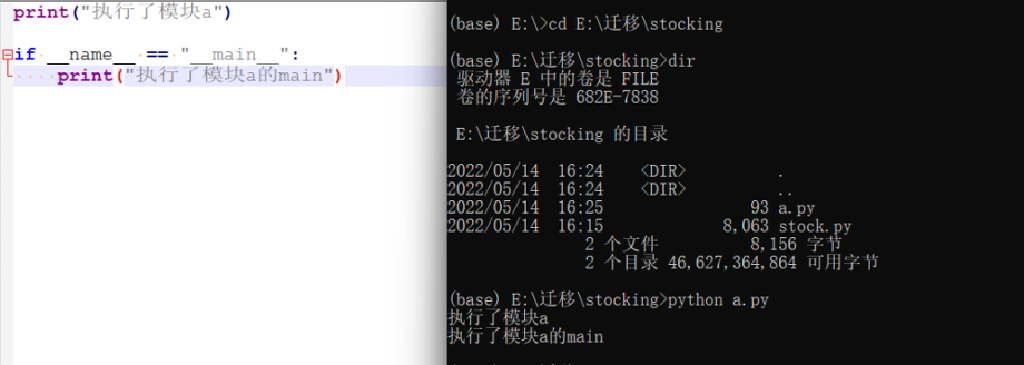 print("执行了模块a")
if __name__ == "__main__":
print("执行了模块a的main")
(base) E:\>cd E:\迁移\stocking
(base) E:\迁移\stocking>dir
驱动器 E 中的卷是 FILE
卷的序列号是 682E-7838
E:\迁移\stocking 的目录
2022/05/14 16:24 <DIR> .
2022/05/14 16:24 <DIR> ..
2022/05/14 16:25 93 a.py
2022/05/14 16:15 8,063 stock.py
2 个文件 8,156 字节
2 个目录 46,627,364,864 可用字节
(base) E:\迁移\stocking>python a.py
执行了模块a
执行了模块a的main